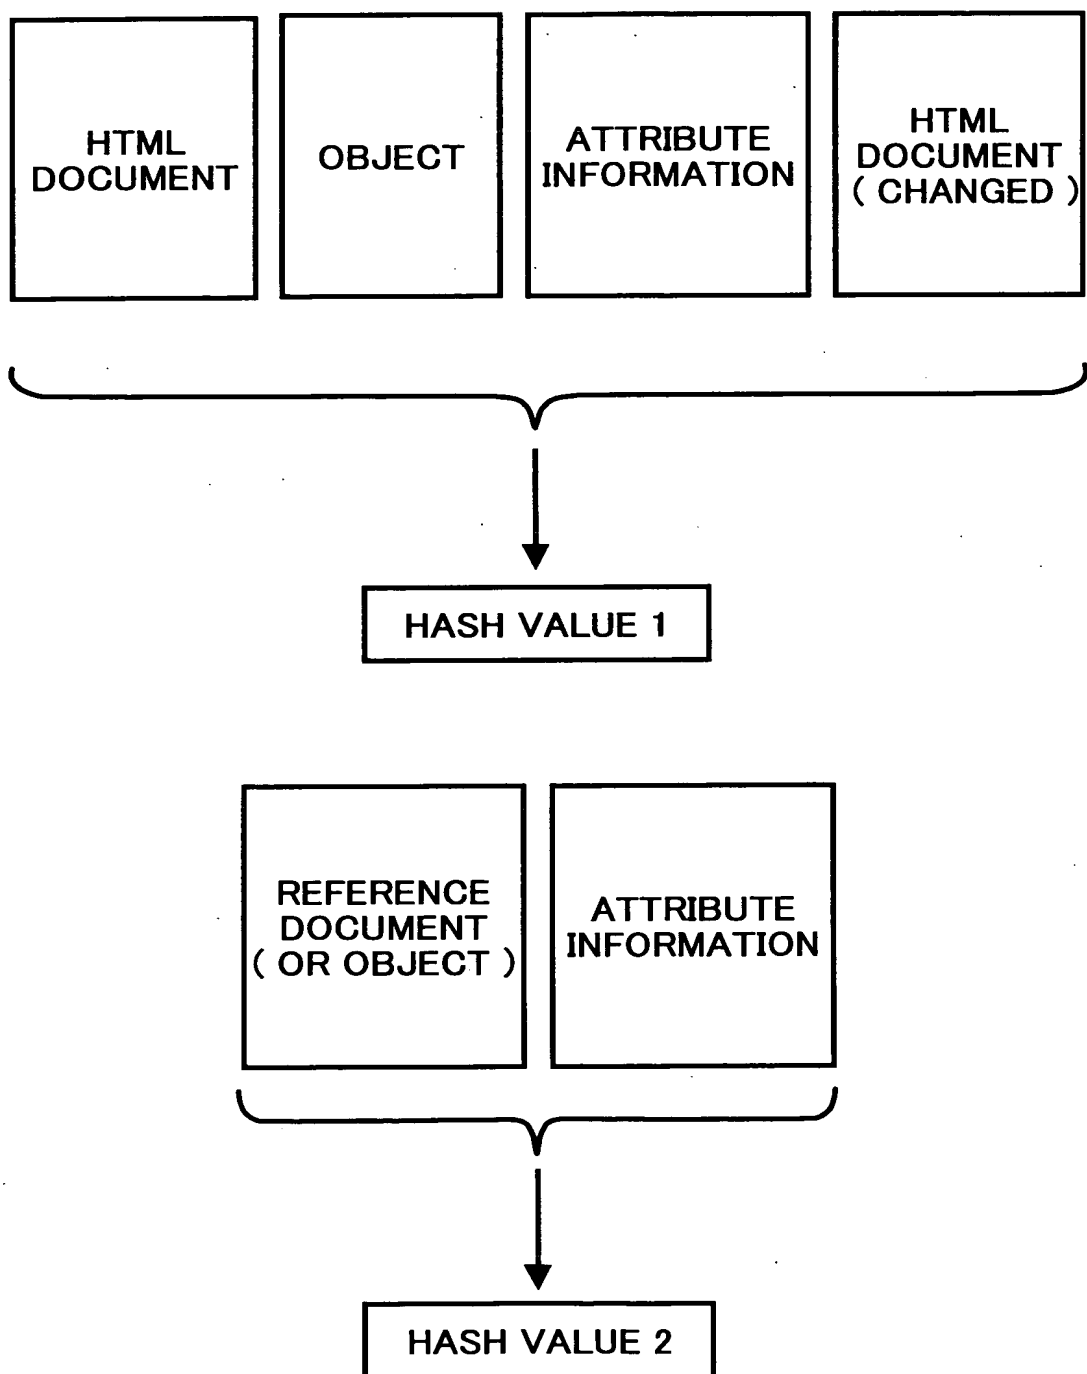 HTML
DOCUMENT
OBJECT
ATTRIBUTE
INFORMATION
HTML
DOCUMENT
( CHANGED )
HASH VALUE 1
REFERENCE
DOCUMENT
( OR OBJECT )
ATTRIBUTE
INFORMATION
HASH VALUE 2